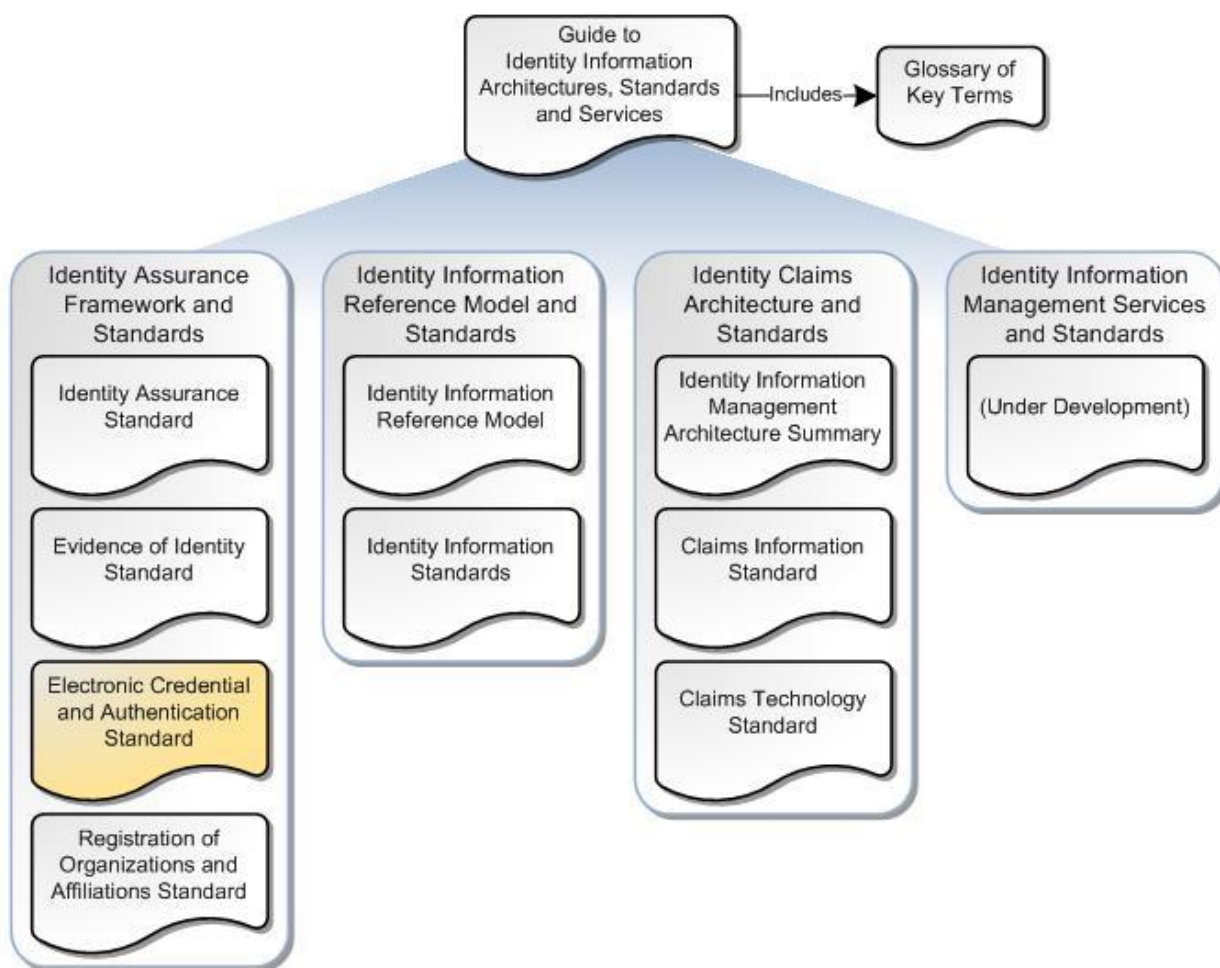 Guide to
Identity Information
Architectures, Standards
and Services
Includes
Glossary of
Key Terms
Identity Assurance
Framework and
Standards
Identity Assurance
Standard
Evidence of Identity
Standard
Electronic Credential
and Authentication
Standard
Registration of
Organizations and
Affiliations Standard
Identity Information
Reference Model and
Standards
Identity Information
Reference Model
Identity Information
Standards
Identity Claims
Architecture and
Standards
Identity Information
Management
Architecture Summary
Claims Information
Standard
Claims Technology
Standard
Identity Information
Management Services
and Standards
(Under Development)